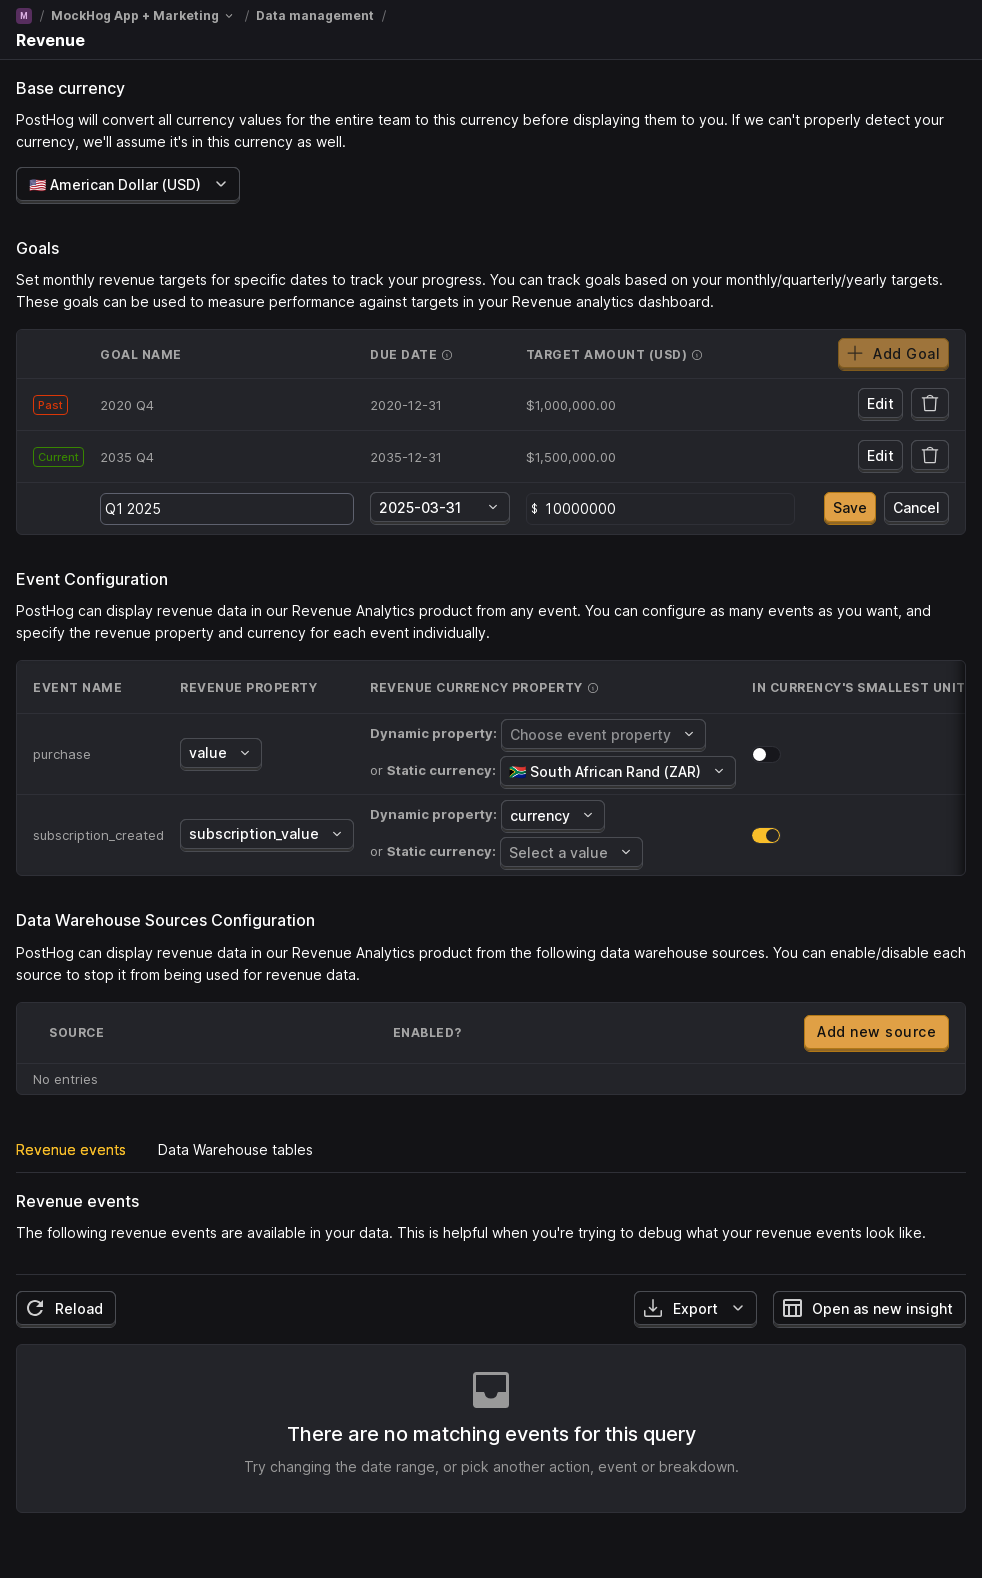 M / MockHog App + Marketing / Data management /
Revenue
Base currency
PostHog will convert all currency values for the entire team to this currency before displaying them to you. If we can't properly detect your
currency, we'll assume it's in this currency as well.
🇺🇸 American Dollar (USD)
Goals
Set monthly revenue targets for specific dates to track your progress. You can track goals based on your monthly/quarterly/yearly targets.
These goals can be used to measure performance against targets in your Revenue analytics dashboard.
GOAL NAME DUE DATE TARGET AMOUNT (USD) Add Goal
Past 2020 Q4 2020-12-31 $1,000,000.00 Edit
Current 2035 Q4 2035-12-31 $1,500,000.00 Edit
Q1 2025 2025-03-31 $ 10000000 Save Cancel
Event Configuration
PostHog can display revenue data in our Revenue Analytics product from any event. You can configure as many events as you want, and
specify the revenue property and currency for each event individually.
EVENT NAME REVENUE PROPERTY REVENUE CURRENCY PROPERTY IN CURRENCY'S SMALLEST UNIT
purchase value Dynamic property: Choose event property
or Static currency: 🇿🇦 South African Rand (ZAR)
subscription_created subscription_value Dynamic property: currency
or Static currency: Select a value
Data Warehouse Sources Configuration
PostHog can display revenue data in our Revenue Analytics product from the following data warehouse sources. You can enable/disable each
source to stop it from being used for revenue data.
SOURCE ENABLED? Add new source
No entries
Revenue events Data Warehouse tables
Revenue events
The following revenue events are available in your data. This is helpful when you're trying to debug what your revenue events look like.
Reload Export Open as new insight
There are no matching events for this query
Try changing the date range, or pick another action, event or breakdown.